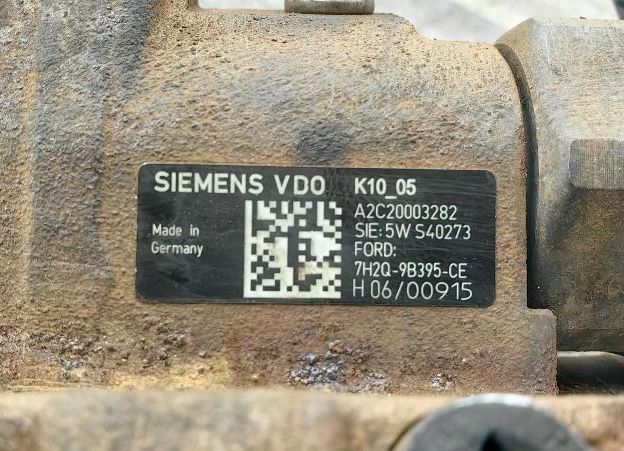 SIEMENS VDO K10_05
A2C20003282
SIE: 5W S40273
Made in
Germany
FORD:
7H2Q-9B395-CE
H 06/00915